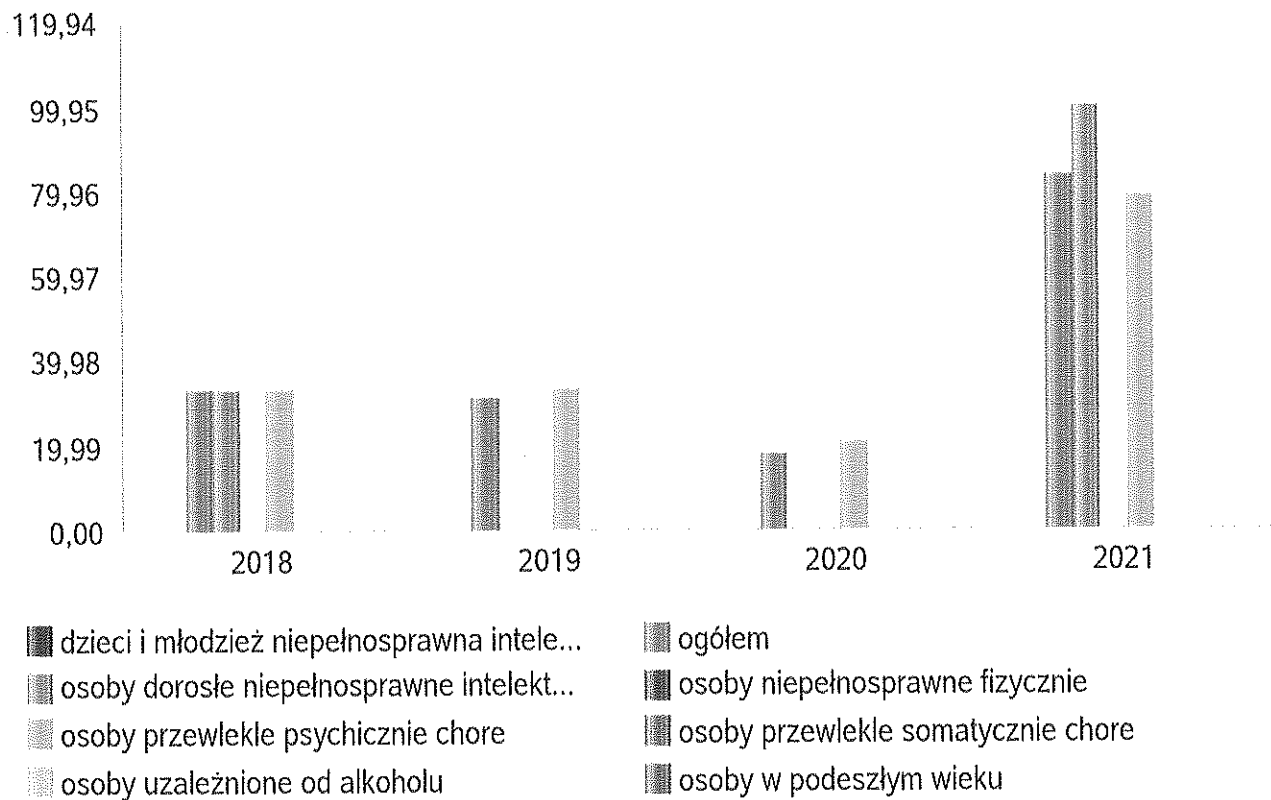 119,94
99,95
79,96
59,97
39,98
19,99
0,00
2018 2019 2020 2021
dzieci i młodzież niepełnosprawna intele... ogółem
osoby dorosłe niepełnosprawne intelekt... osoby niepełnosprawne fizycznie
osoby przewlekle psychicznie chore osoby przewlekle somatycznie chore
osoby uzależnione od alkoholu osoby w podeszłym wieku